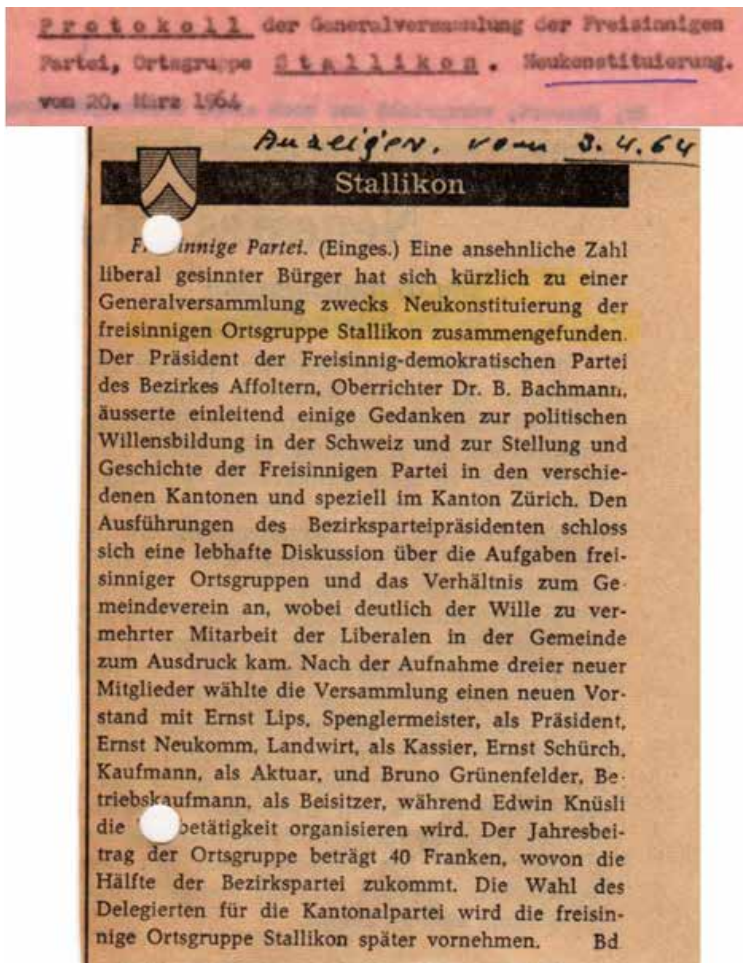 Protokoll der Generalversammlung der Freisinnigen
Partei, Ortsgruppe Stallikon. Neukonstituierung.
vom 20. März 1964
Anzeiger, vom 3.4.64
Stallikon
innige Partei. (Einges.) Eine ansehnliche Zahl
liberal gesinnter Bürger hat sich kürzlich zu einer
Generalversammlung zwecks Neukonstituierung der
freisinnigen Ortsgruppe Stallikon zusammengefunden.
Der Präsident der Freisinnig-demokratischen Partei
des Bezirkes Affoltern, Oberrichter Dr. B. Bachmann,
äusserte einleitend einige Gedanken zur politischen
Willensbildung in der Schweiz und zur Stellung und
Geschichte der Freisinnigen Partei in den verschie-
denen Kantonen und speziell im Kanton Zürich. Den
Ausführungen des Bezirksparteipräsidenten schloss
sich eine lebhafte Diskussion über die Aufgaben frei-
sinniger Ortsgruppen und das Verhältnis zum Ge-
meindeverein an, wobei deutlich der Wille zu ver-
mehrter Mitarbeit der Liberalen in der Gemeinde
zum Ausdruck kam. Nach der Aufnahme dreier neuer
Mitglieder wählte die Versammlung einen neuen Vor-
stand mit Ernst Lips, Spenglermeister, als Präsident,
Ernst Neukomm, Landwirt, als Kassier, Ernst Schürch,
Kaufmann, als Aktuar, und Bruno Grünenfelder, Be-
triebskaufmann, als Beisitzer, während Edwin Knüsli
die betätigkeit organisieren wird. Der Jahresbei-
trag der Ortsgruppe beträgt 40 Franken, wovon die
Hälfte der Bezirkspartei zukommt. Die Wahl des
Delegierten für die Kantonalpartei wird die freisin-
nige Ortsgruppe Stallikon später vornehmen. Bd